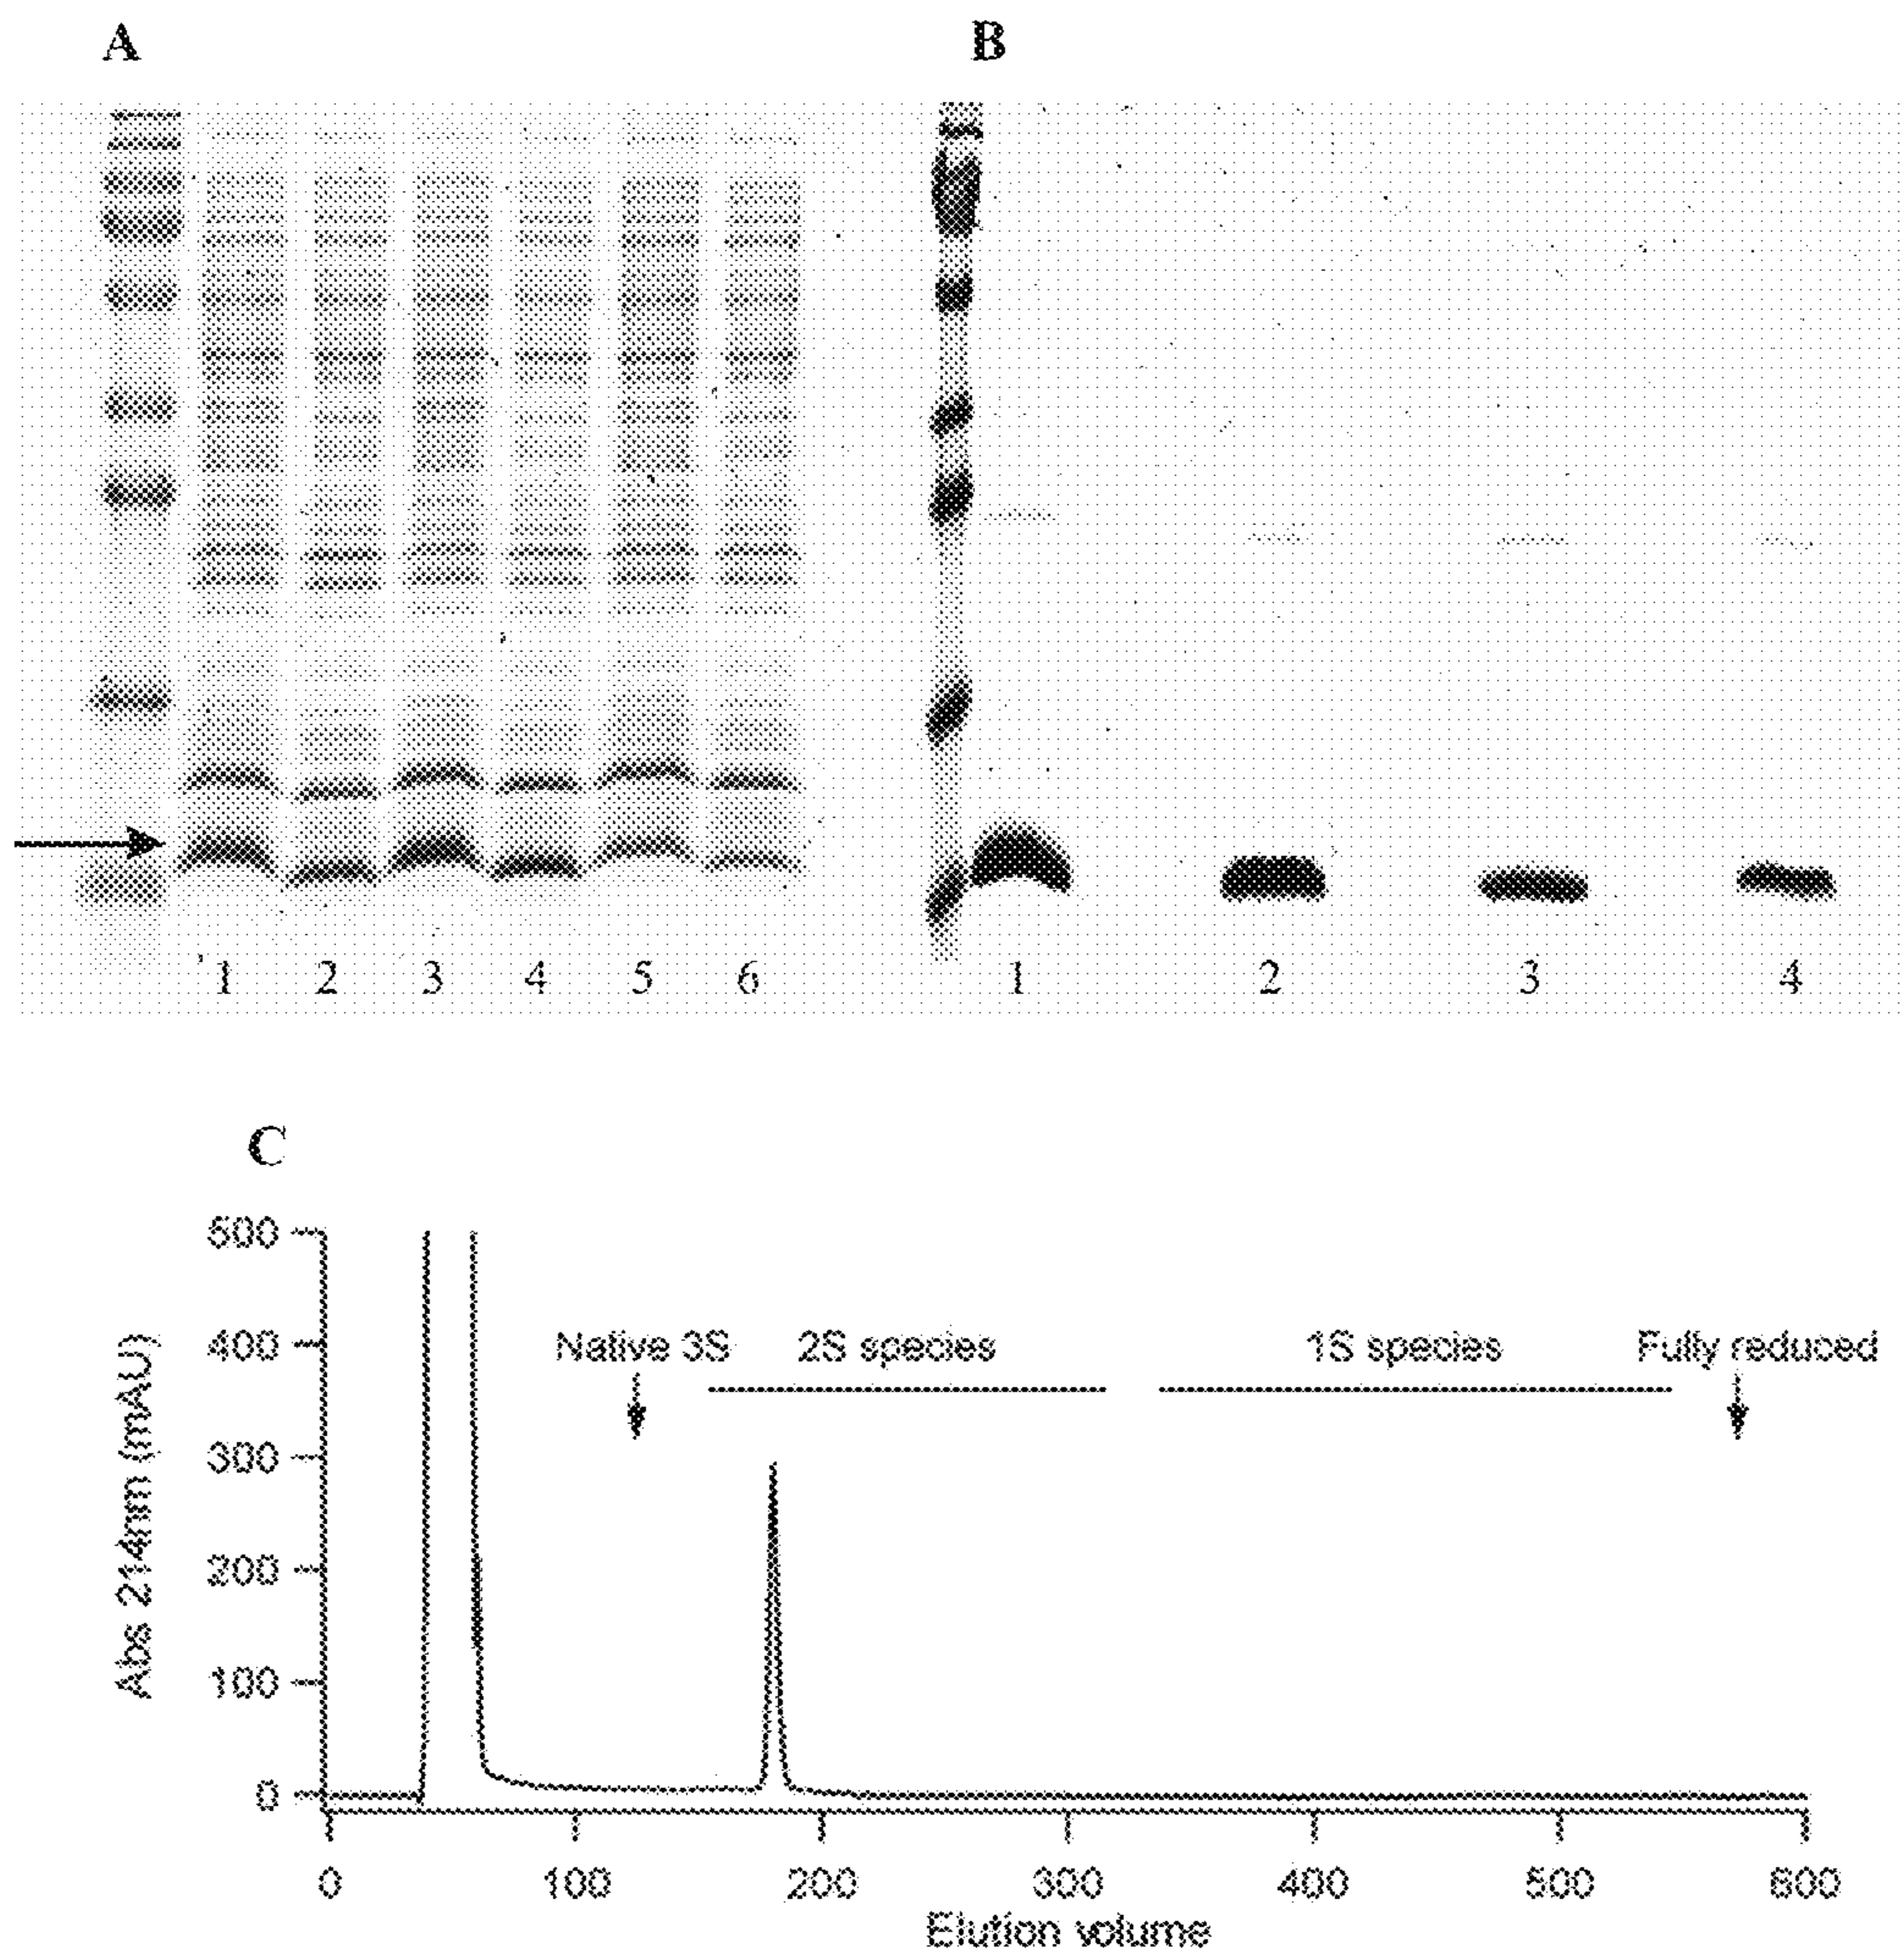 A B
1 2 3 4 5 6 1 2 3 4
C
500
400
300
200
100
0
Abs 214nm (mAU)
Native 3S 2S species 1S species Fully reduced
0 100 200 300 400 500 600
Elution volume